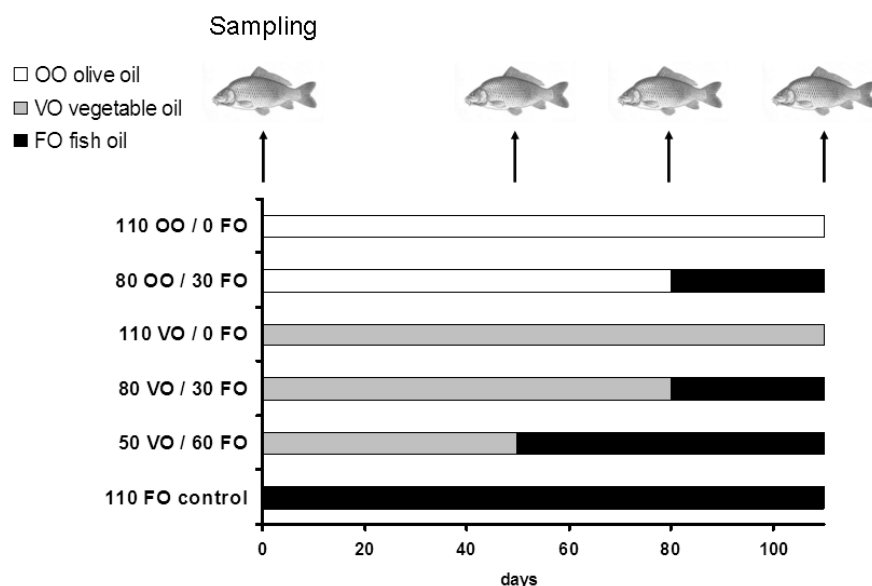 Sampling
OO olive oil
VO vegetable oil
FO fish oil
110 OO / 0 FO
80 OO / 30 FO
110 VO / 0 FO
80 VO / 30 FO
50 VO / 60 FO
110 FO control
0 20 40 60 80 100
days